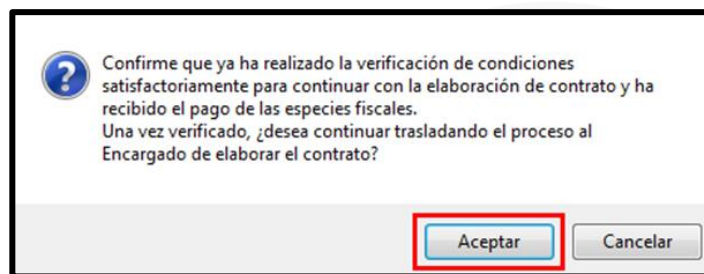 Confirme que ya ha realizado la verificación de condiciones
satisfactoriamente para continuar con la elaboración de contrato y ha
recibido el pago de las especies fiscales.
Una vez verificado, ¿desea continuar trasladando el proceso al
Encargado de elaborar el contrato?
Aceptar
Cancelar